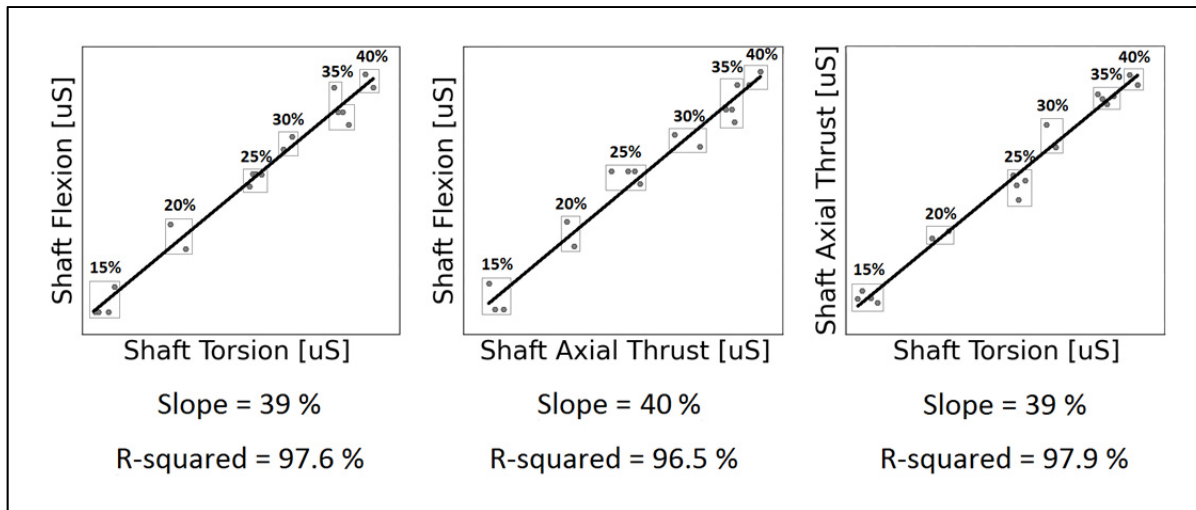 Shaft Flexion [uS]
15%
20%
25%
30%
35%
40%
Shaft Torsion [uS]
Slope = 39 %
R-squared = 97.6 %
Shaft Flexion [uS]
15%
20%
25%
30%
35%
40%
Shaft Axial Thrust [uS]
Slope = 40 %
R-squared = 96.5 %
Shaft Axial Thrust [uS]
15%
20%
25%
30%
35%
40%
Shaft Torsion [uS]
Slope = 39 %
R-squared = 97.9 %